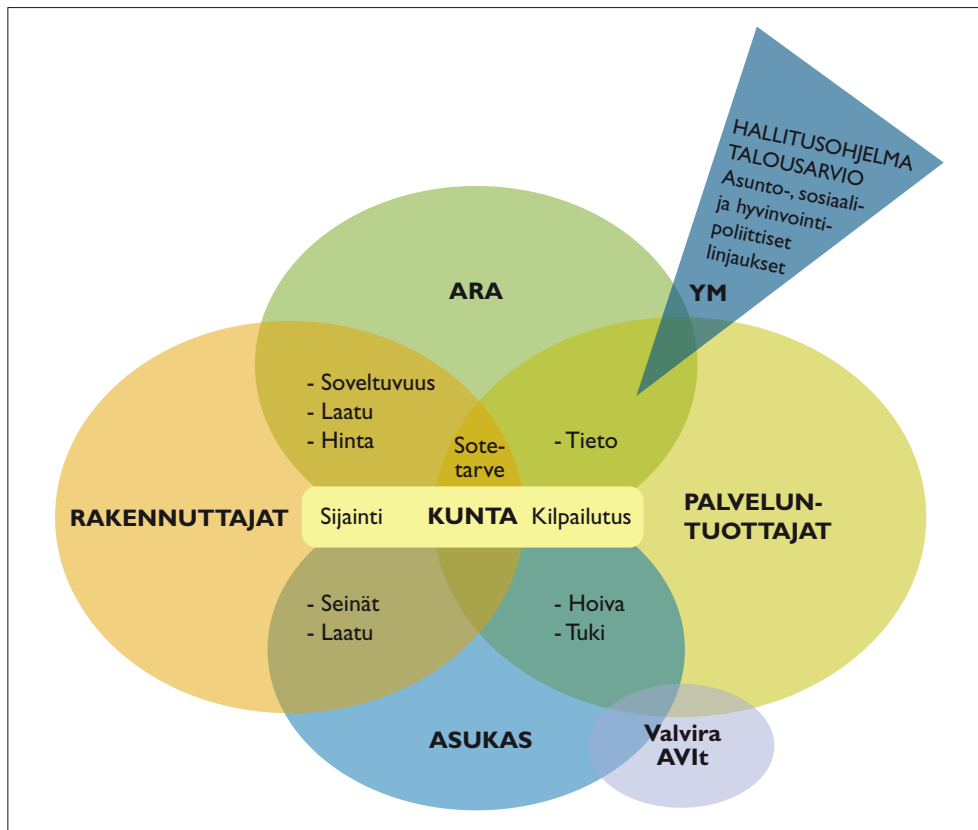 HALLITUSOHJELMA
TALOUSARVIO
Asunto-, sosiaali-
ja hyvinvointi-
poliittiset
linjaukset
YM
ARA
- Soveltuvuus
- Laatu
- Hinta
Sote-
tarve
- Tieto
RAKENNUTTAJAT
Sijainti
KUNTA
Kilpailutus
PALVELUN-
TUOTTAJAT
- Seinät
- Laatu
- Hoiva
- Tuki
ASUKAS
Valvira
AVIt